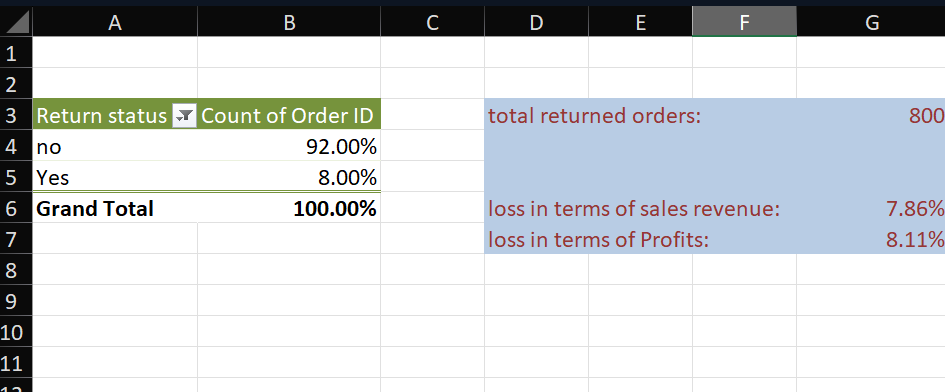 A B C D E F G
1
2
3 Return status Count of Order ID total returned orders: 800
4 no 92.00%
5 Yes 8.00%
6 Grand Total 100.00% loss in terms of sales revenue: 7.86%
7 loss in terms of Profits: 8.11%
8
9
10
11
12